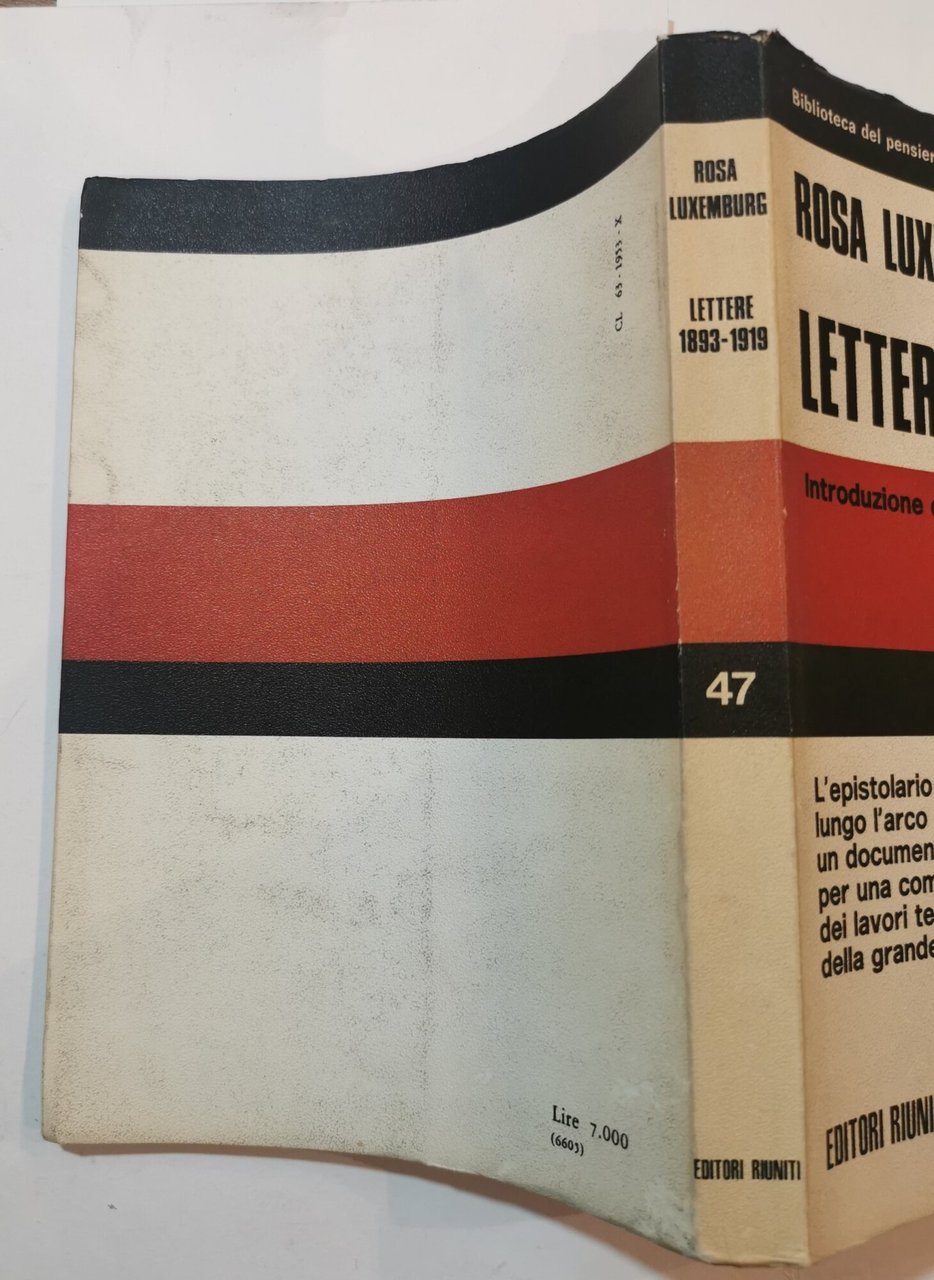 CL 63-1953-X
Lire 7.000
(6603)
ROSA
LUXEMBURG
LETTERE
1893-1919
47
EDITORI RIUNITI
Biblioteca del pensier
ROSA LUX
LETTER
Introduzione
L'epistolario
lungo l'arco
un documen
per una com
dei lavori te
della grande
EDITORI RIUNI